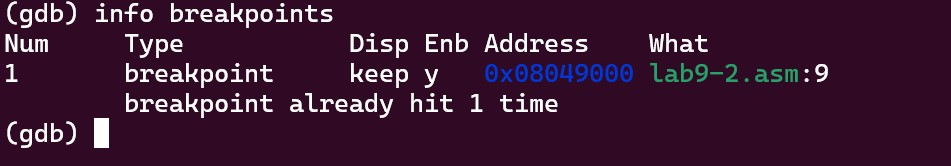 (gdb) info breakpoints
Num     Type           Disp Enb Address    What
1       breakpoint     keep y   0x08049000 lab9-2.asm:9
        breakpoint already hit 1 time
(gdb)